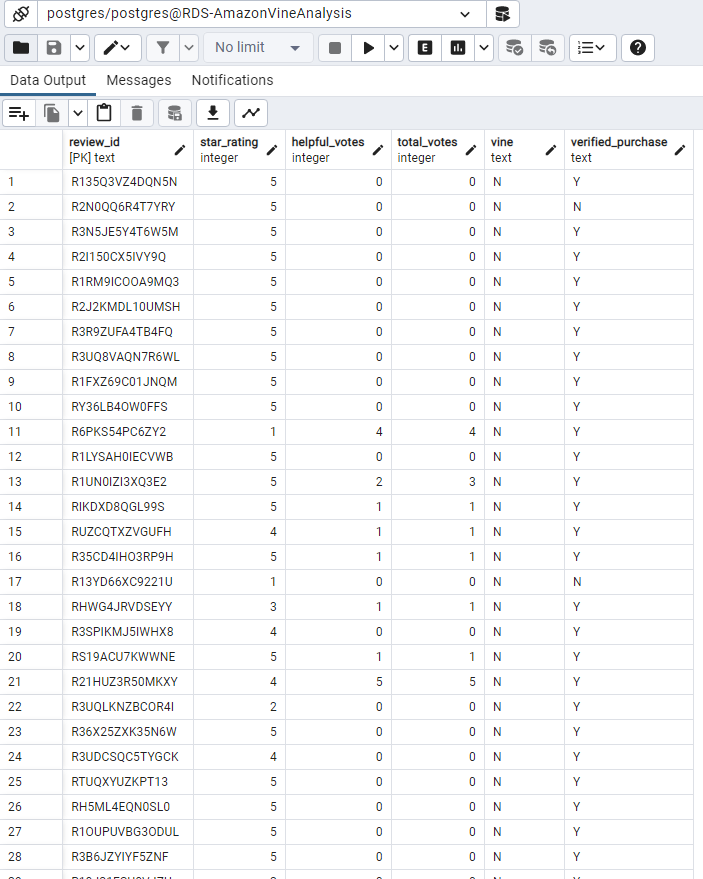 postgres/postgres@RDS-AmazonVineAnalysis
No limit E
Data Output Messages Notifications
review_id star_rating helpful_votes total_votes vine verified_purchase
[PK] text integer integer integer text text
1 R135Q3VZ4DQN5N 5 0 0 N Y
2 R2N0QQ6R4T7YRY 5 0 0 N N
3 R3N5JE5Y4T6W5M 5 0 0 N Y
4 R2I150CX5IVY9Q 5 0 0 N Y
5 R1RM9ICOOA9MQ3 5 0 0 N Y
6 R2J2KMDL10UMSH 5 0 0 N Y
7 R3R9ZUFA4TB4FQ 5 0 0 N Y
8 R3UQ8VAQN7R6WL 5 0 0 N Y
9 R1FXZ69C01JNQM 5 0 0 N Y
10 RY36LB4OW0FFS 5 0 0 N Y
11 R6PKS54PC6ZY2 1 4 4 N Y
12 R1LYSAH0IECVWB 5 0 0 N Y
13 R1UN0IZI3XQ3E2 5 2 3 N Y
14 RIKDXD8QGL99S 5 1 1 N Y
15 RUZCQTXZVGUFH 4 1 1 N Y
16 R35CD4IHO3RP9H 5 1 1 N Y
17 R13YD66XC9221U 1 0 0 N N
18 RHWG4JRVDSEYY 3 1 1 N Y
19 R3SPIKMJ5IWHX8 4 0 0 N Y
20 RS19ACU7KWWNE 5 1 1 N Y
21 R21HUZ3R50MKXY 4 5 5 N Y
22 R3UQLKNZBCOR4I 2 0 0 N Y
23 R36X25ZXK35N6W 5 0 0 N Y
24 R3UDCSQC5TYGCK 4 0 0 N Y
25 RTUQXYUZKPT13 5 0 0 N Y
26 RH5ML4EQN0SL0 5 0 0 N Y
27 R1OUPUVBG3ODUL 5 0 0 N Y
28 R3B6JZYIYF5ZNF 5 0 0 N Y